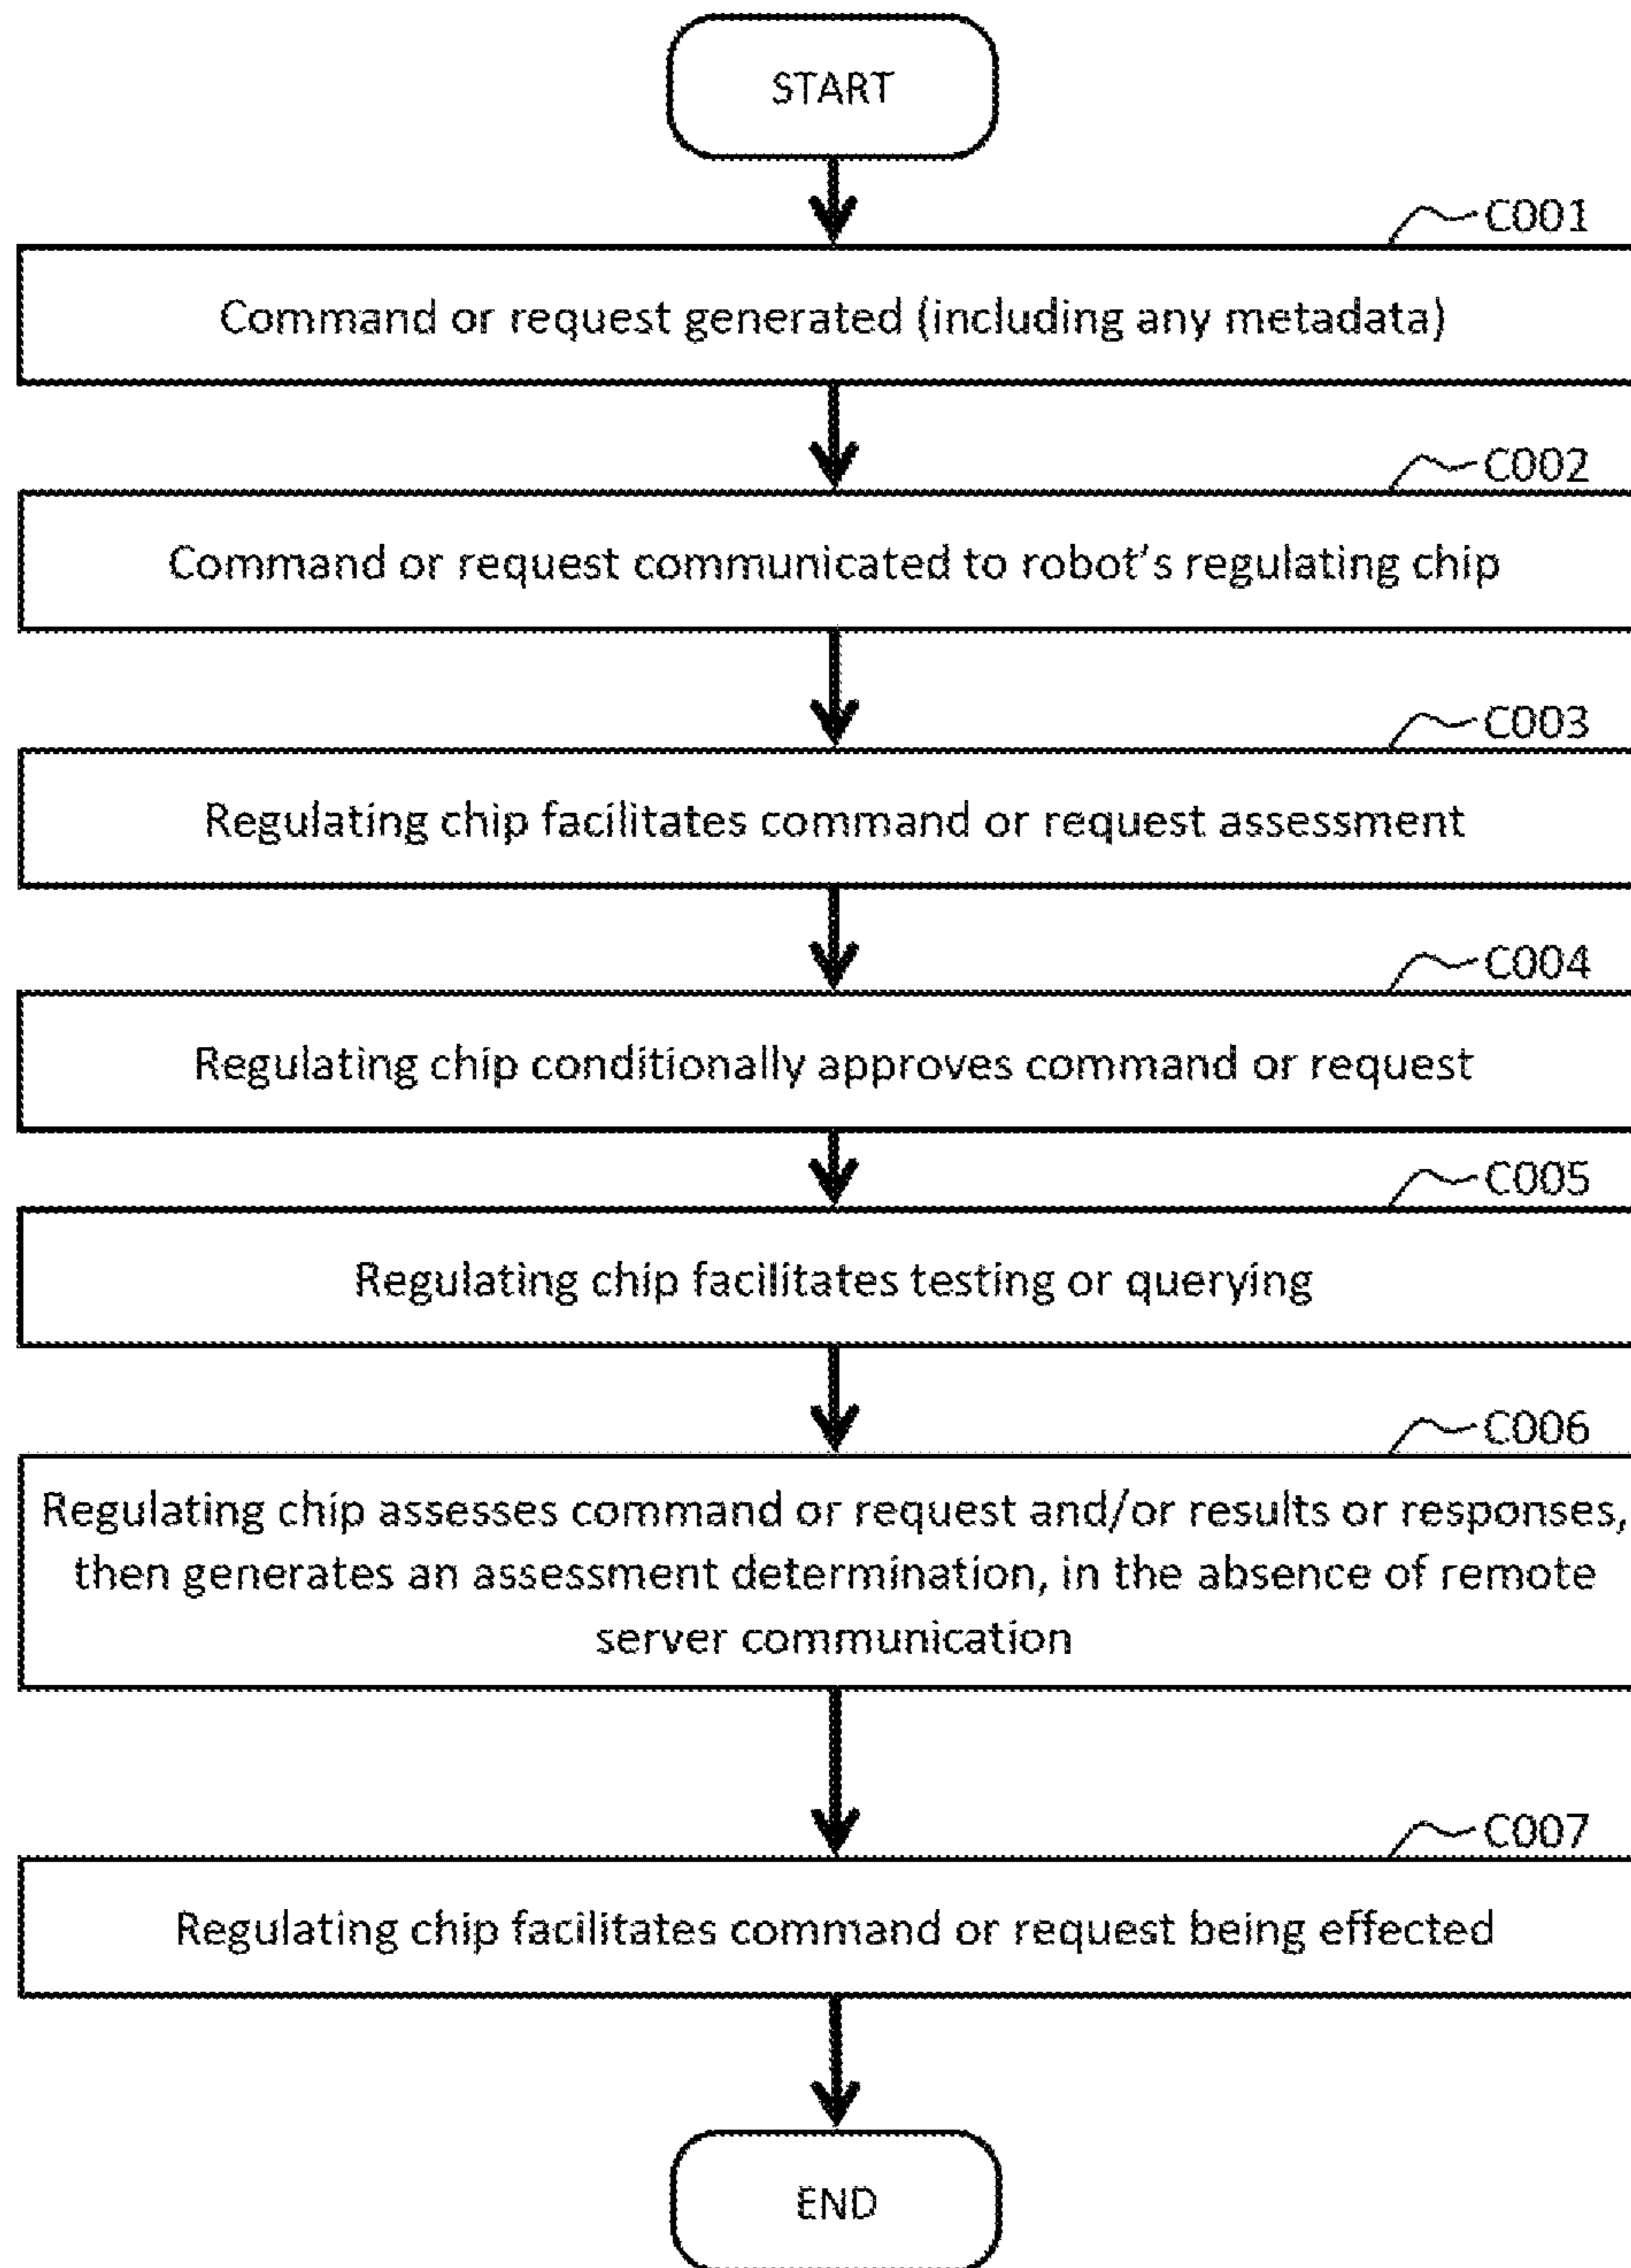 START
C001
Command or request generated (including any metadata)
C002
Command or request communicated to robot's regulating chip
C003
Regulating chip facilitates command or request assessment
C004
Regulating chip conditionally approves command or request
C005
Regulating chip facilitates testing or querying
C006
Regulating chip assesses command or request and/or results or responses,
then generates an assessment determination, in the absence of remote
server communication
C007
Regulating chip facilitates command or request being effected
END